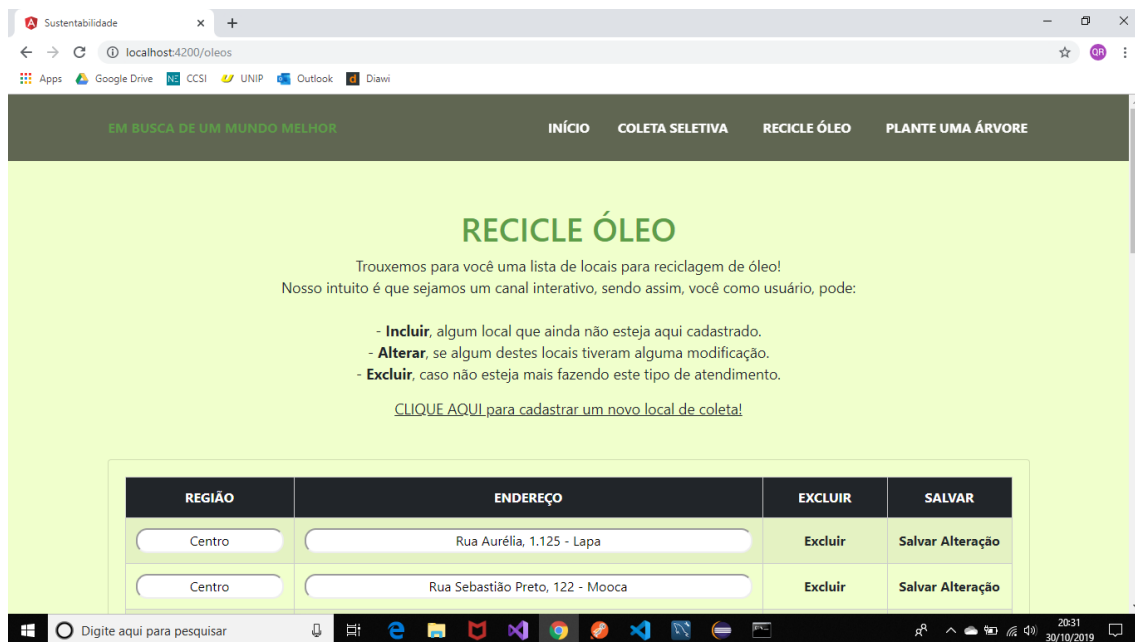 Sustentabilidade
localhost:4200/oleos
QR
Apps Google Drive NE CCSI UNIP Outlook d Diawi
EM BUSCA DE UM MUNDO MELHOR INÍCIO COLETA SELETIVA RECICLE ÓLEO PLANTE UMA ÁRVORE
RECICLE ÓLEO
Trouxemos para você uma lista de locais para reciclagem de óleo!
Nosso intuito é que sejamos um canal interativo, sendo assim, você como usuário, pode:
- Incluir, algum local que ainda não esteja aqui cadastrado.
- Alterar, se algum destes locais tiveram alguma modificação.
- Excluir, caso não esteja mais fazendo este tipo de atendimento.
CLIQUE AQUI para cadastrar um novo local de coleta!
REGIÃO ENDEREÇO EXCLUIR SALVAR
Centro Rua Aurélia, 1.125 - Lapa Excluir Salvar Alteração
Centro Rua Sebastião Preto, 122 - Mooca Excluir Salvar Alteração
Digite aqui para pesquisar 20:31
30/10/2019